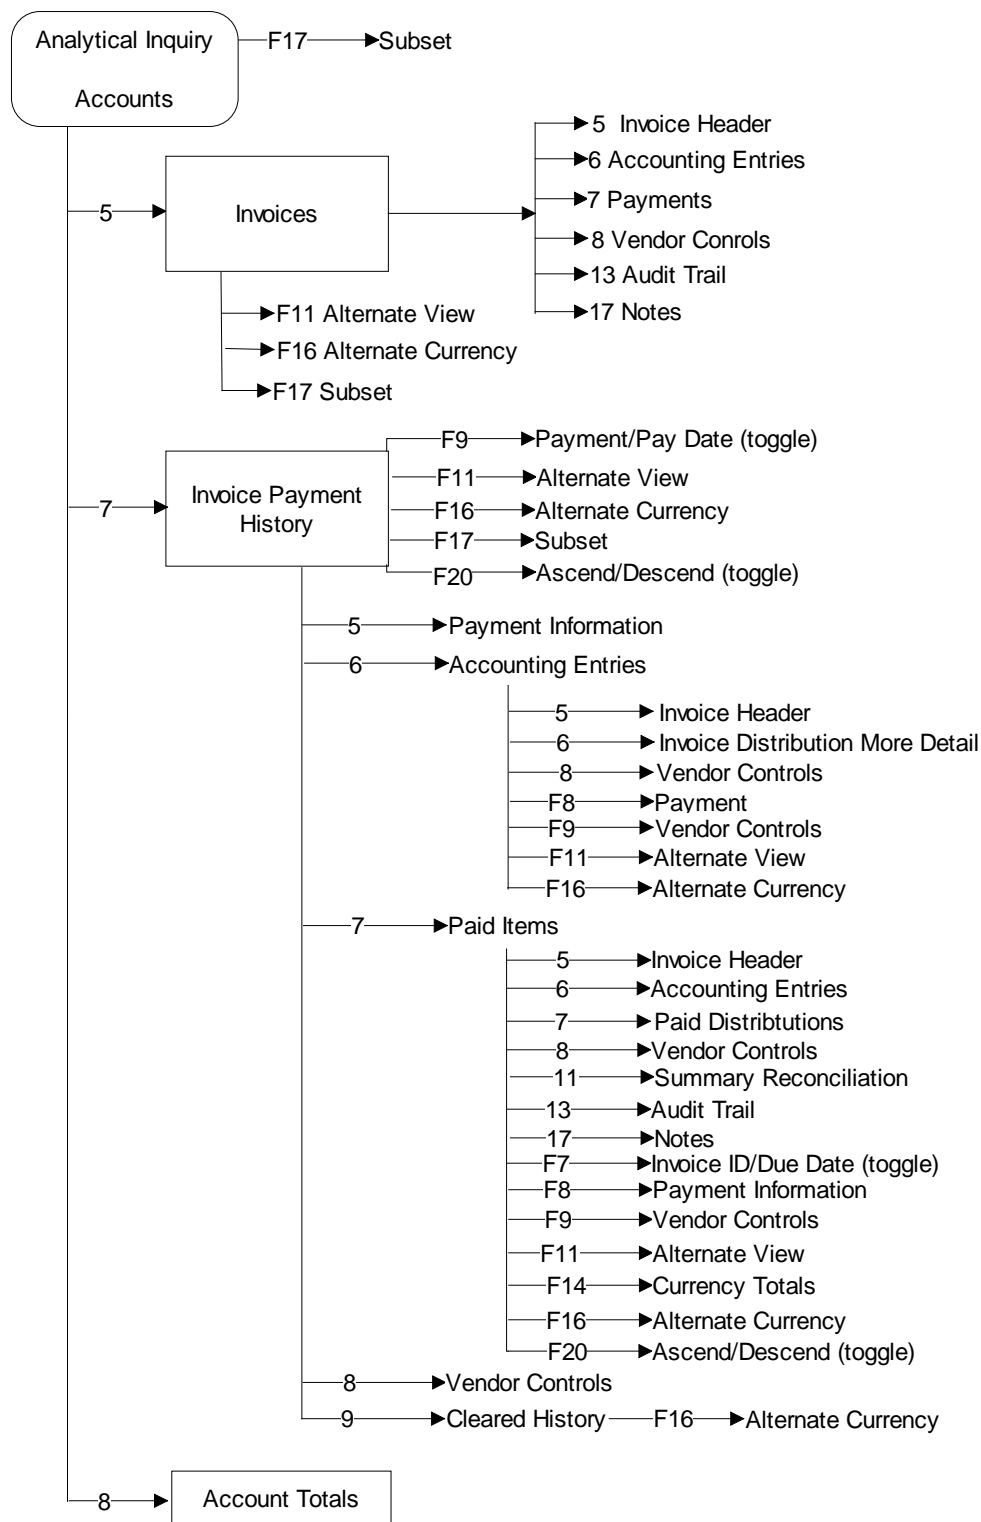 Analytical Inquiry
Accounts
F17 Subset
5 Invoices
5 Invoice Header
6 Accounting Entries
7 Payments
8 Vendor Conrols
13 Audit Trail
17 Notes
F11 Alternate View
F16 Alternate Currency
F17 Subset
7 Invoice Payment
History
F9 Payment/Pay Date (toggle)
F11 Alternate View
F16 Alternate Currency
F17 Subset
F20 Ascend/Descend (toggle)
5 Payment Information
6 Accounting Entries
5 Invoice Header
6 Invoice Distribution More Detail
8 Vendor Controls
F8 Payment
F9 Vendor Controls
F11 Alternate View
F16 Alternate Currency
7 Paid Items
5 Invoice Header
6 Accounting Entries
7 Paid Distribtutions
8 Vendor Controls
11 Summary Reconciliation
13 Audit Trail
17 Notes
F7 Invoice ID/Due Date (toggle)
F8 Payment Information
F9 Vendor Controls
F11 Alternate View
F14 Currency Totals
F16 Alternate Currency
F20 Ascend/Descend (toggle)
8 Vendor Controls
9 Cleared History F16 Alternate Currency
8 Account Totals